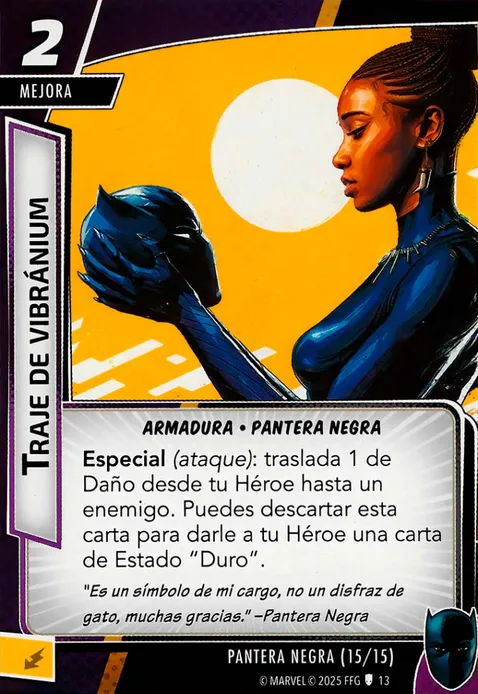 2
MEJORA
TRAJE DE VIBRÁNIUM
ARMADURA • PANTERA NEGRA
Especial (ataque): traslada 1 de
Daño desde tu Héroe hasta un
enemigo. Puedes descartar esta
carta para darle a tu Héroe una carta
de Estado "Duro".
"Es un símbolo de mi cargo, no un disfraz de
gato, muchas gracias." –Pantera Negra
PANTERA NEGRA (15/15)
© MARVEL © 2025 FFG 13